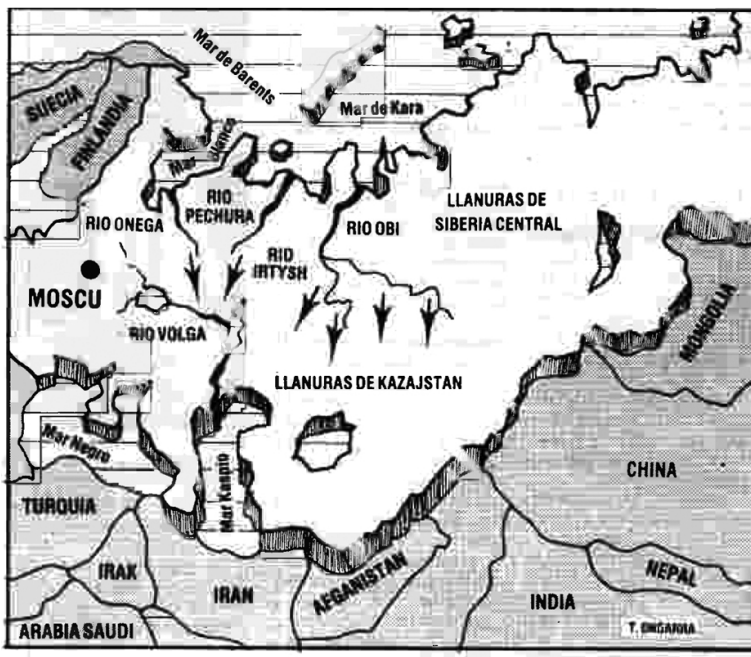 Mar de Barents
Mar de Kara
SUECIA
FINLANDIA
Mar Blanco
RIO
PECHURA
RIO ONEGA
RIO OBI
LLANURAS DE
SIBERIA CENTRAL
RIO
IRTYSH
MOSCU
RIO VOLGA
MONGOLIA
LLANURAS DE KAZAJSTAN
Mar Negro
Mar Kaspio
CHINA
TURQUIA
IRAK
IRAN
AFGANISTAN
NEPAL
INDIA
ARABIA SAUDI